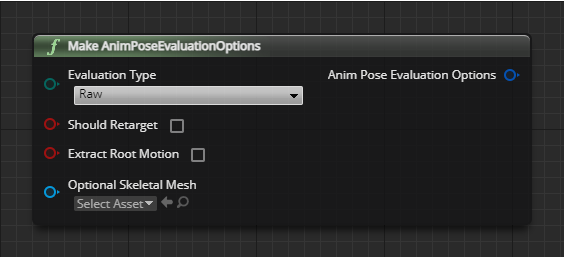 Make AnimPoseEvaluationOptions
Evaluation Type
Raw
Anim Pose Evaluation Options
Should Retarget
Extract Root Motion
Optional Skeletal Mesh
Select Asset